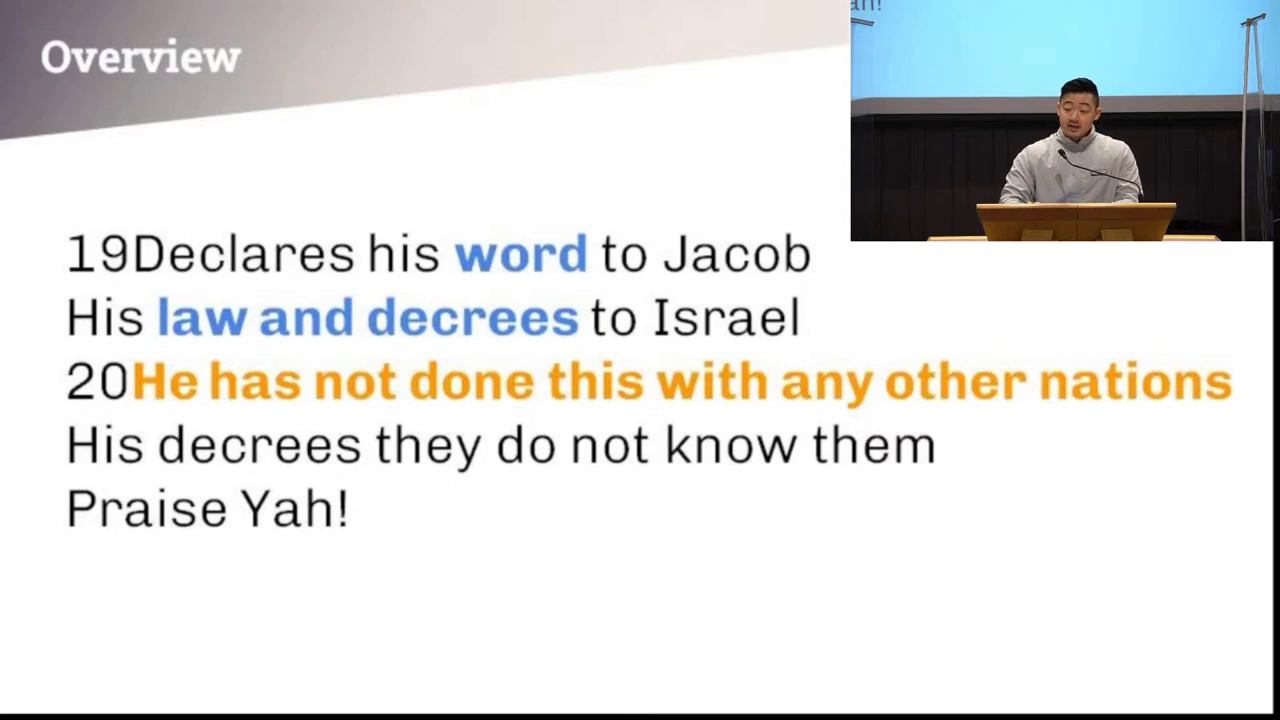 Overview
ah!
19Declares his word to Jacob
His law and decrees to Israel
20He has not done this with any other nations
His decrees they do not know them
Praise Yah!